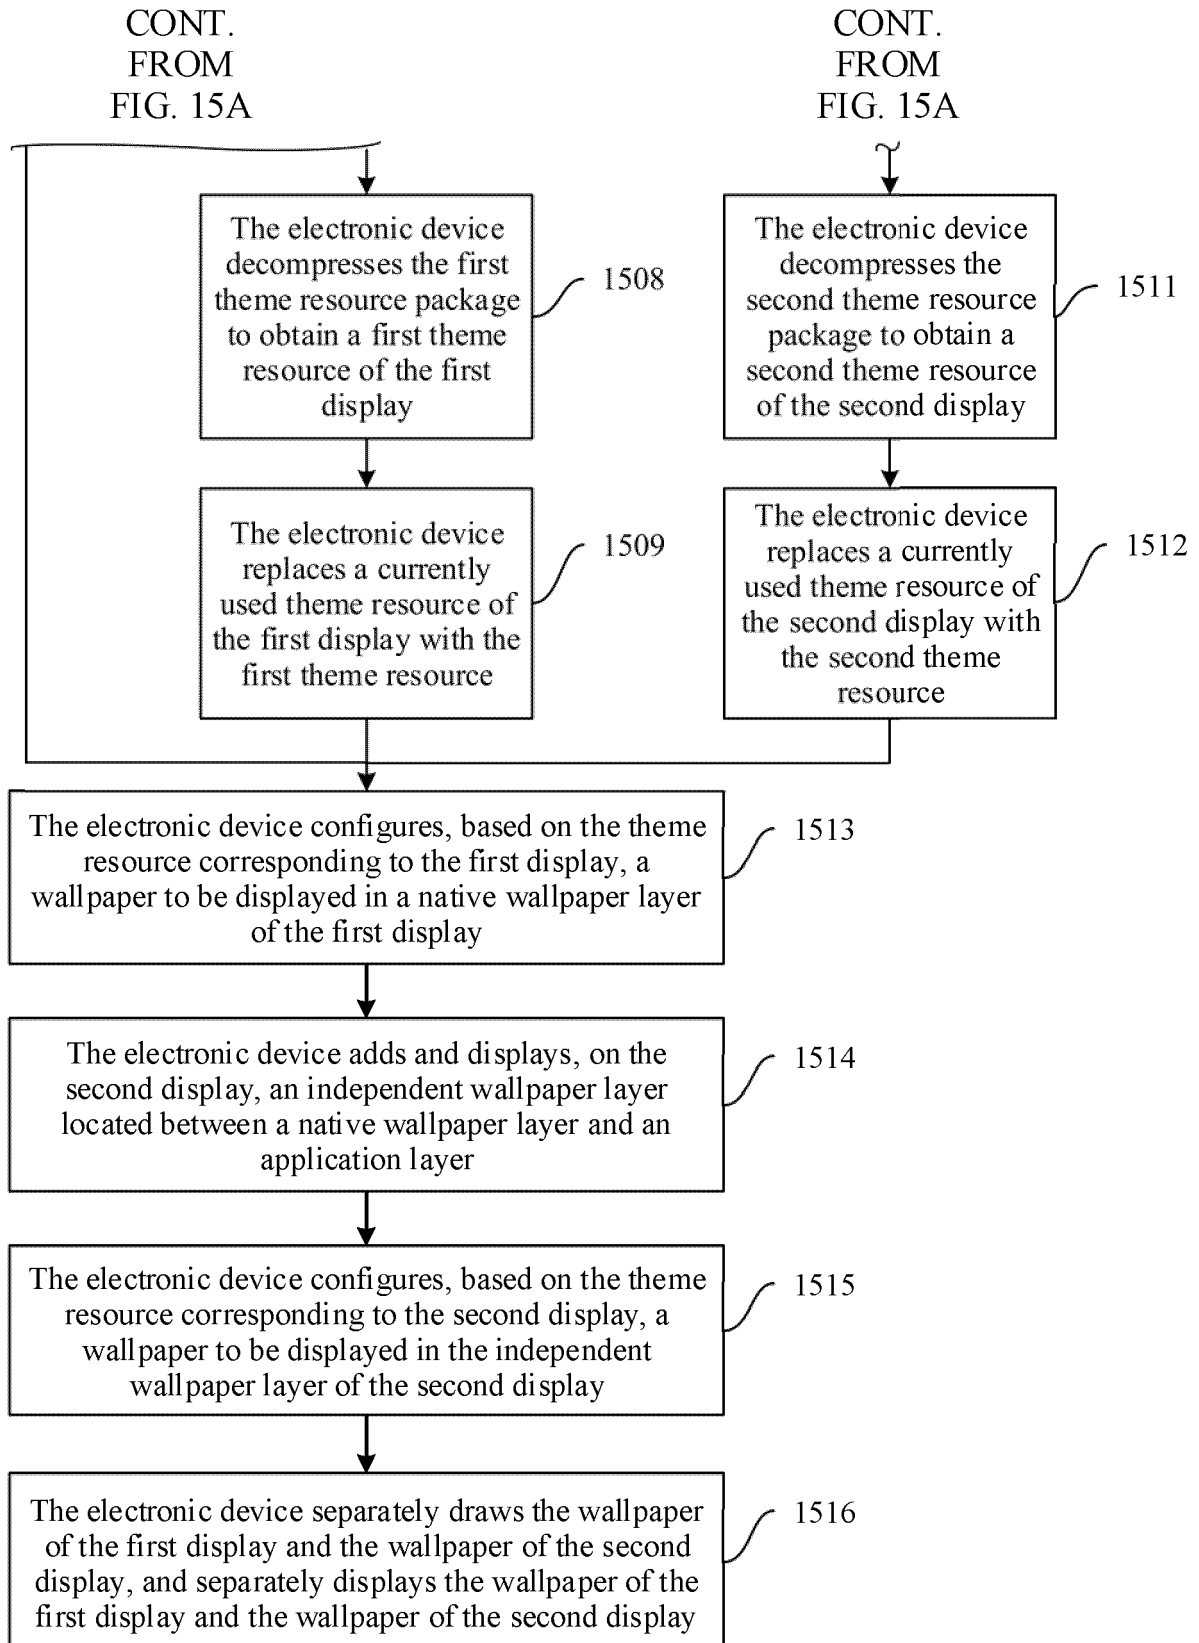 CONT.
FROM
FIG. 15A
CONT.
FROM
FIG. 15A
The electronic device
decompresses the first
theme resource package
to obtain a first theme
resource of the first
display
1508
The electronic device
decompresses the
second theme resource
package to obtain a
second theme resource
of the second display
1511
The electronic device
replaces a currently
used theme resource of
the first display with the
first theme resource
1509
The electronic device
replaces a currently
used theme resource of
the second display with
the second theme
resource
1512
The electronic device configures, based on the theme
resource corresponding to the first display, a
wallpaper to be displayed in a native wallpaper layer
of the first display
1513
The electronic device adds and displays, on the
second display, an independent wallpaper layer
located between a native wallpaper layer and an
application layer
1514
The electronic device configures, based on the theme
resource corresponding to the second display, a
wallpaper to be displayed in the independent
wallpaper layer of the second display
1515
The electronic device separately draws the wallpaper
of the first display and the wallpaper of the second
display, and separately displays the wallpaper of the
first display and the wallpaper of the second display
1516